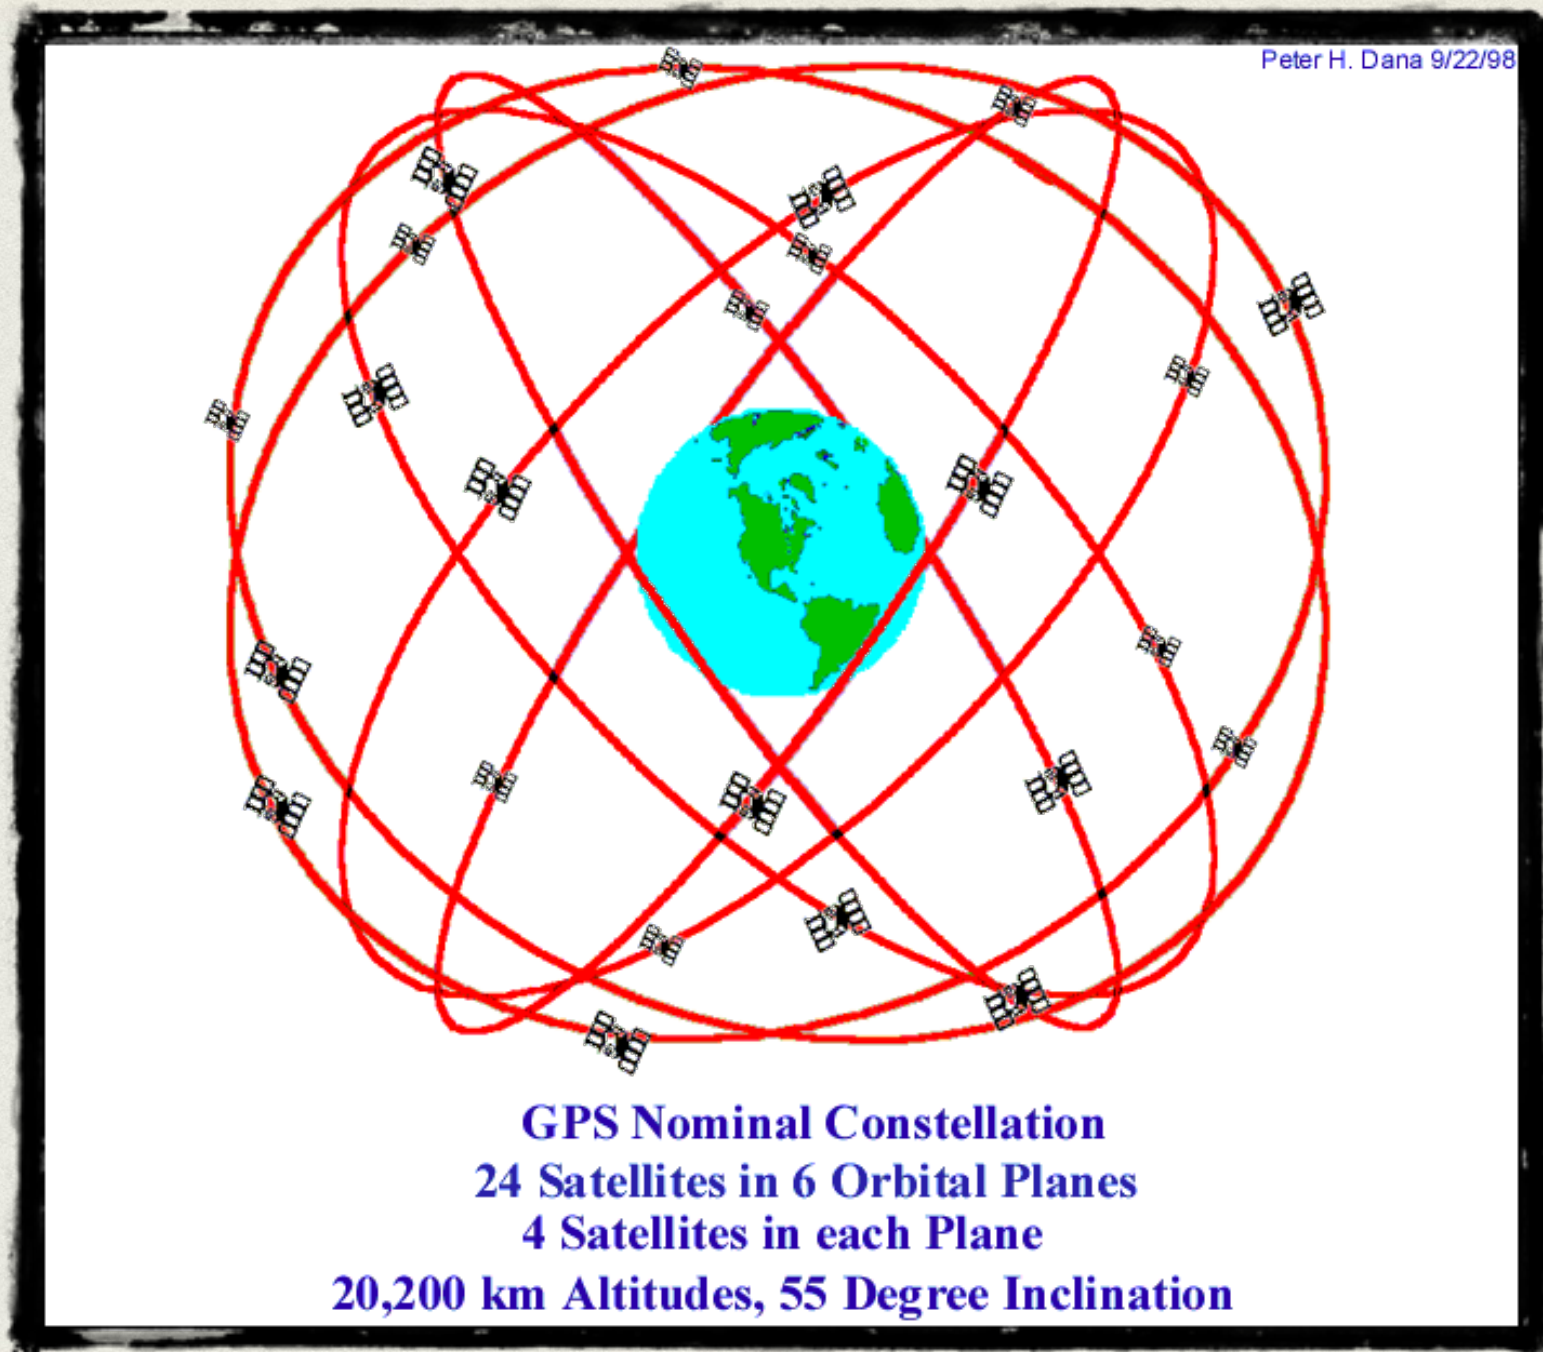 Peter H. Dana 9/22/98
GPS Nominal Constellation
24 Satellites in 6 Orbital Planes
4 Satellites in each Plane
20,200 km Altitudes, 55 Degree Inclination